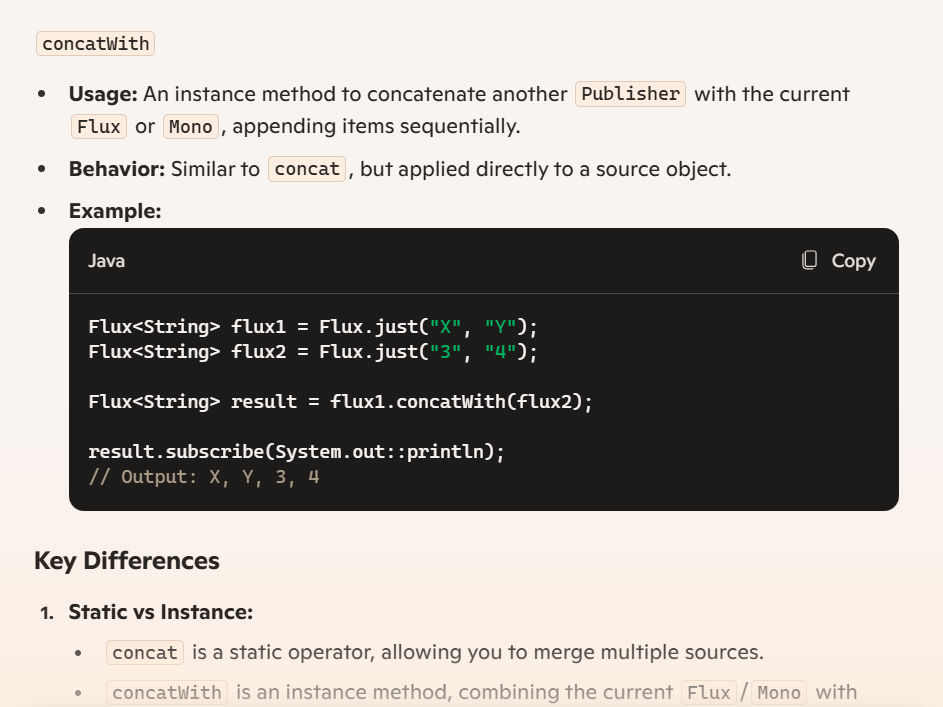 concatWith
• Usage: An instance method to concatenate another Publisher with the current
Flux or Mono, appending items sequentially.
• Behavior: Similar to concat, but applied directly to a source object.
• Example:
Java Copy
Flux<String> flux1 = Flux.just("X", "Y");
Flux<String> flux2 = Flux.just("3", "4");
Flux<String> result = flux1.concatWith(flux2);
result.subscribe(System.out::println);
// Output: X, Y, 3, 4
Key Differences
1. Static vs Instance:
• concat is a static operator, allowing you to merge multiple sources.
• concatWith is an instance method, combining the current Flux/Mono with